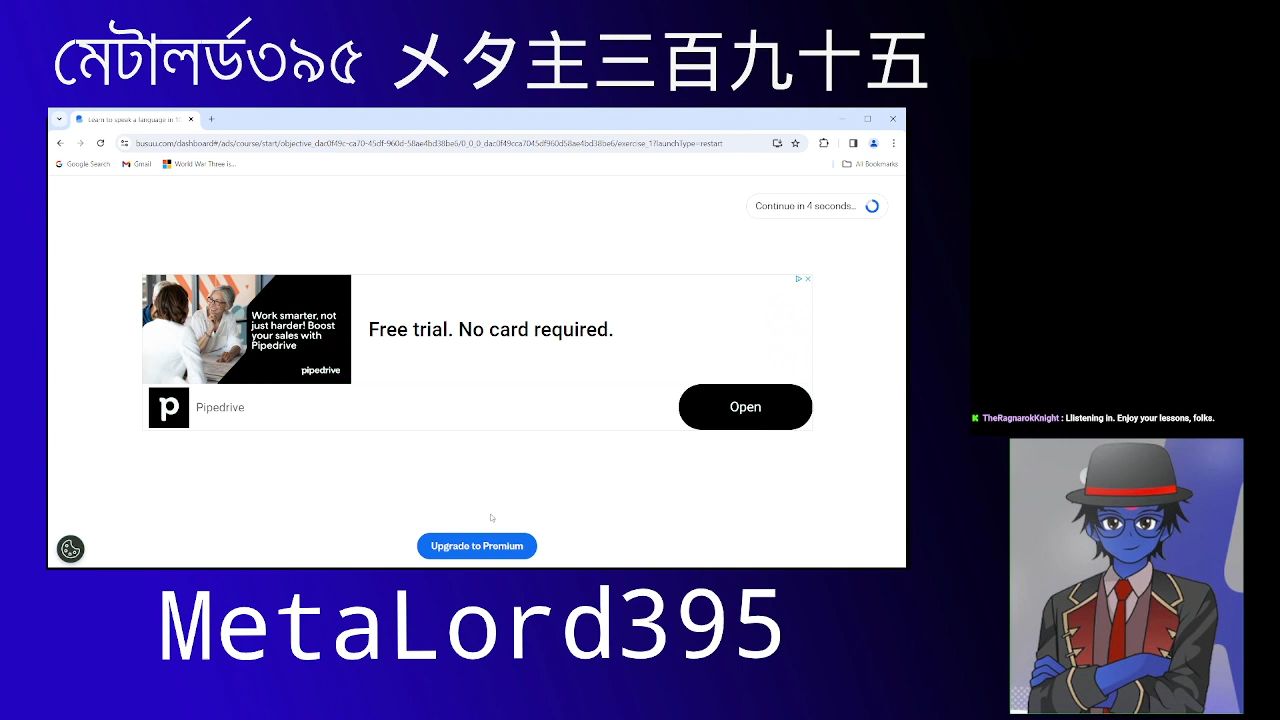 মেটালর্ড৩৯৫ メタ主三百九十五
Learn to speak a language in 10
busuu.com/dashboard#/ads/course/start/objective_dac0f49c-ca70-45df-960d-58ae4bd38be6/0_0_0_dac0f49cca7045df960d58ae4bd38be6/exercise_1?launchType=restart
Google Search Gmail World War Three is... All Bookmarks
Continue in 4 seconds...
Work smarter, not
just harder! Boost
your sales with
Pipedrive
pipedrive
Free trial. No card required.
p Pipedrive
Open
TheRagnarokKnight : Llistening in. Enjoy your lessons, folks.
Upgrade to Premium
MetaLord395